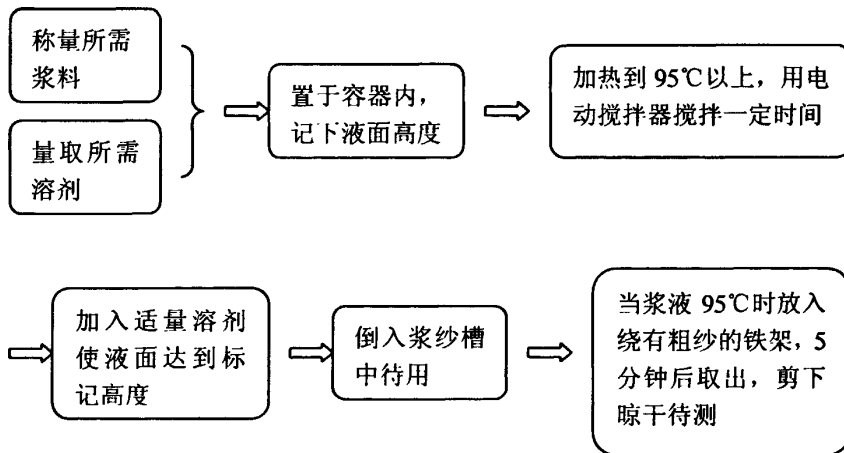 称量所需
浆料
量取所需
溶剂
置于容器内，
记下液面高度
加热到 95℃以上，用电
动搅拌器搅拌一定时间
加入适量溶剂
使液面达到标
记高度
倒入浆纱槽
中待用
当浆液 95℃时放入
绕有粗纱的铁架，5
分钟后取出，剪下
晾干待测